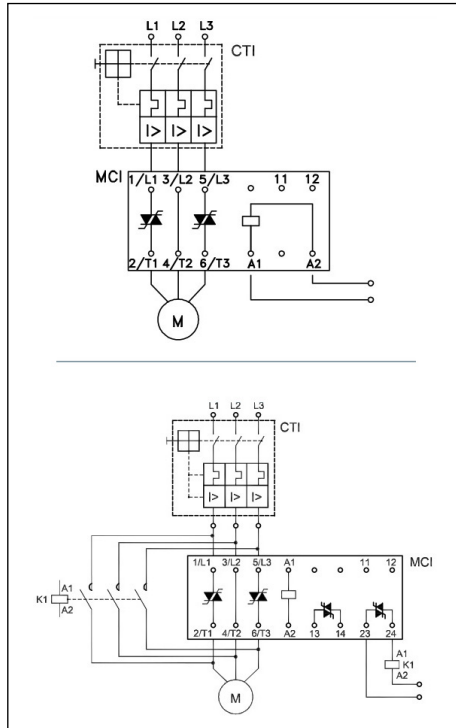 L1 L2 L3
CTI
I> I> I>
MCI 1/L1 3/L2 5/L3 11 12
2/T1 4/T2 6/T3 A1 A2
M
L1 L2 L3
CTI
I> I> I>
1/L1 3/L2 5/L3 A1 11 12 MCI
K1 A1
A2
2/T1 4/T2 6/T3 A2 13 14 23 24
A1
K1
A2
M